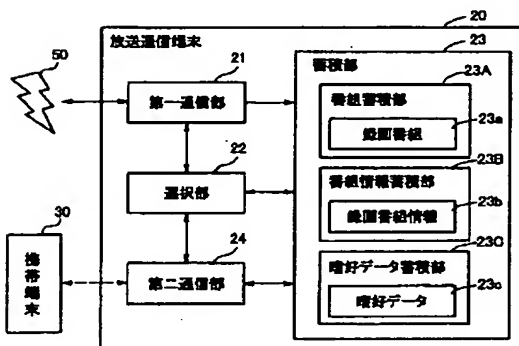 20
放送通信端末
23
蓄積部
50
21
第一通信部
23A
番組蓄積部
23a
録画番組
22
選択部
23B
番組情報蓄積部
23b
録画番組情報
30
携帯端末
24
第二通信部
23C
嗜好データ蓄積部
23c
嗜好データ